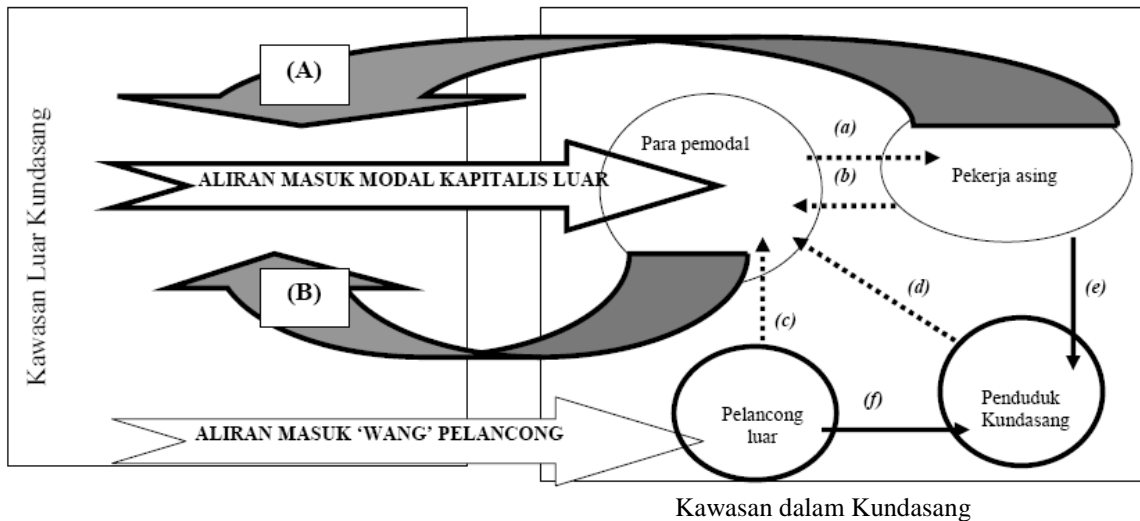 Kawasan Luar Kundasang
(A)
Para pemodal
(a)
ALIRAN MASUK MODAL KAPITALIS LUAR
(b)
Pekerja asing
(B)
(c)
(d)
(e)
ALIRAN MASUK ‘WANG’ PELANCONG
Pelancong
luar
(f)
Penduduk
Kundasang
Kawasan dalam Kundasang